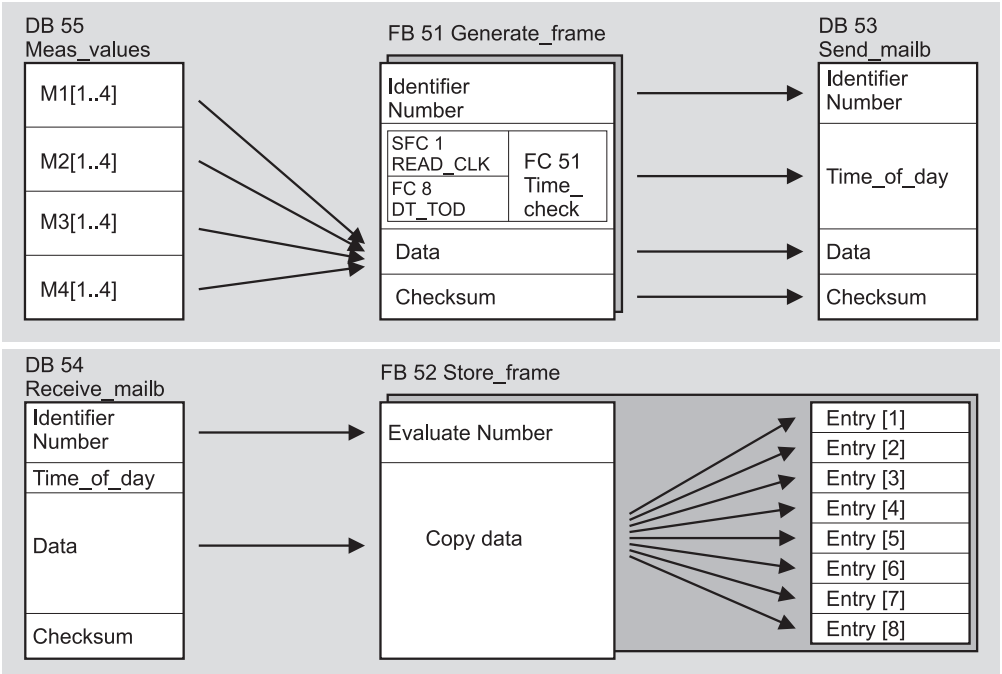 DB 55
Meas_values
M1[1..4]
M2[1..4]
M3[1..4]
M4[1..4]
FB 51 Generate_frame
Identifier
Number
SFC 1
READ_CLK
FC 8
DT_TOD
FC 51
Time_
check
Data
Checksum
DB 53
Send_mailb
Identifier
Number
Time_of_day
Data
Checksum
DB 54
Receive_mailb
Identifier
Number
Time_of_day
Data
Checksum
FB 52 Store_frame
Evaluate Number
Copy data
Entry [1]
Entry [2]
Entry [3]
Entry [4]
Entry [5]
Entry [6]
Entry [7]
Entry [8]